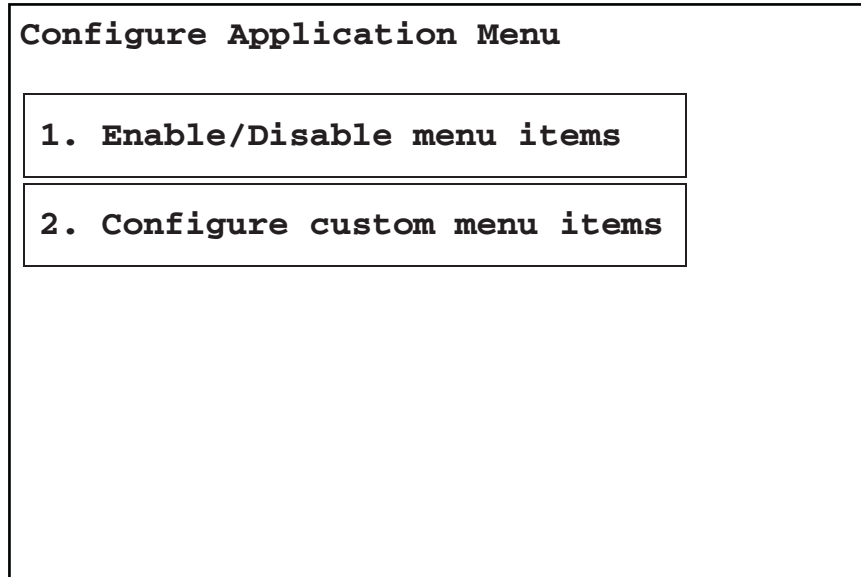 Configure Application Menu
1. Enable/Disable menu items
2. Configure custom menu items